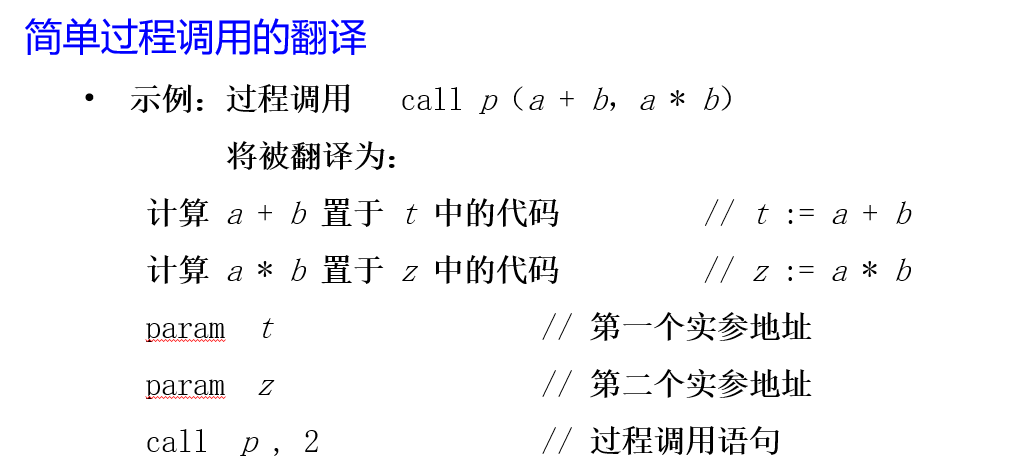 简单过程调用的翻译
• 示例：过程调用 call p（a + b，a * b）
将被翻译为：
计算 a + b 置于 t 中的代码 // t := a + b
计算 a * b 置于 z 中的代码 // z := a * b
param t // 第一个实参地址
param z // 第二个实参地址
call p , 2 // 过程调用语句